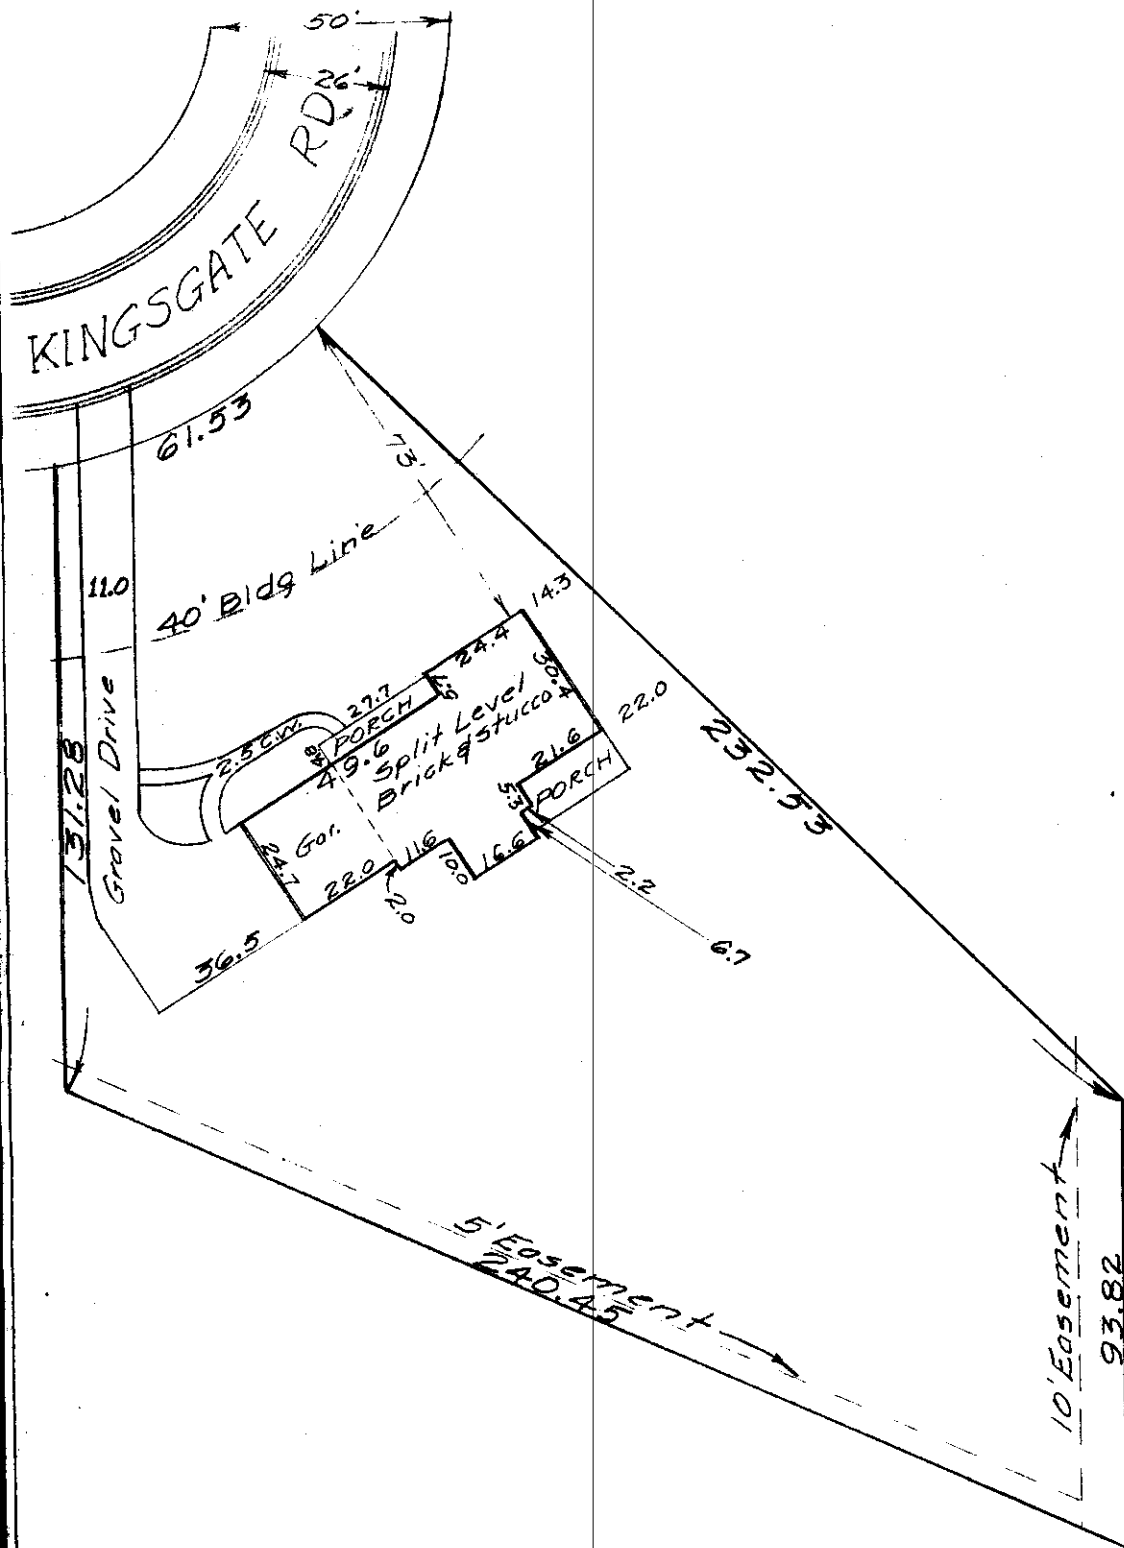 50'
26'
KINGSGATE RD.
61.53
73'
11.0
40' Bldg Line
14.3
24.4
30.4
27.7
PORCH
5.7
Split Level
Brick & Stucco
22.0
2.5 C.W.
49.6
21.6
PORCH
5.3
232.53
131.28
Gravel Drive
Gar.
24.7
22.0
11.6
10.0
16.6
2.0
2.2
6.7
36.5
5' Easement
240.45
10' Easement
93.82